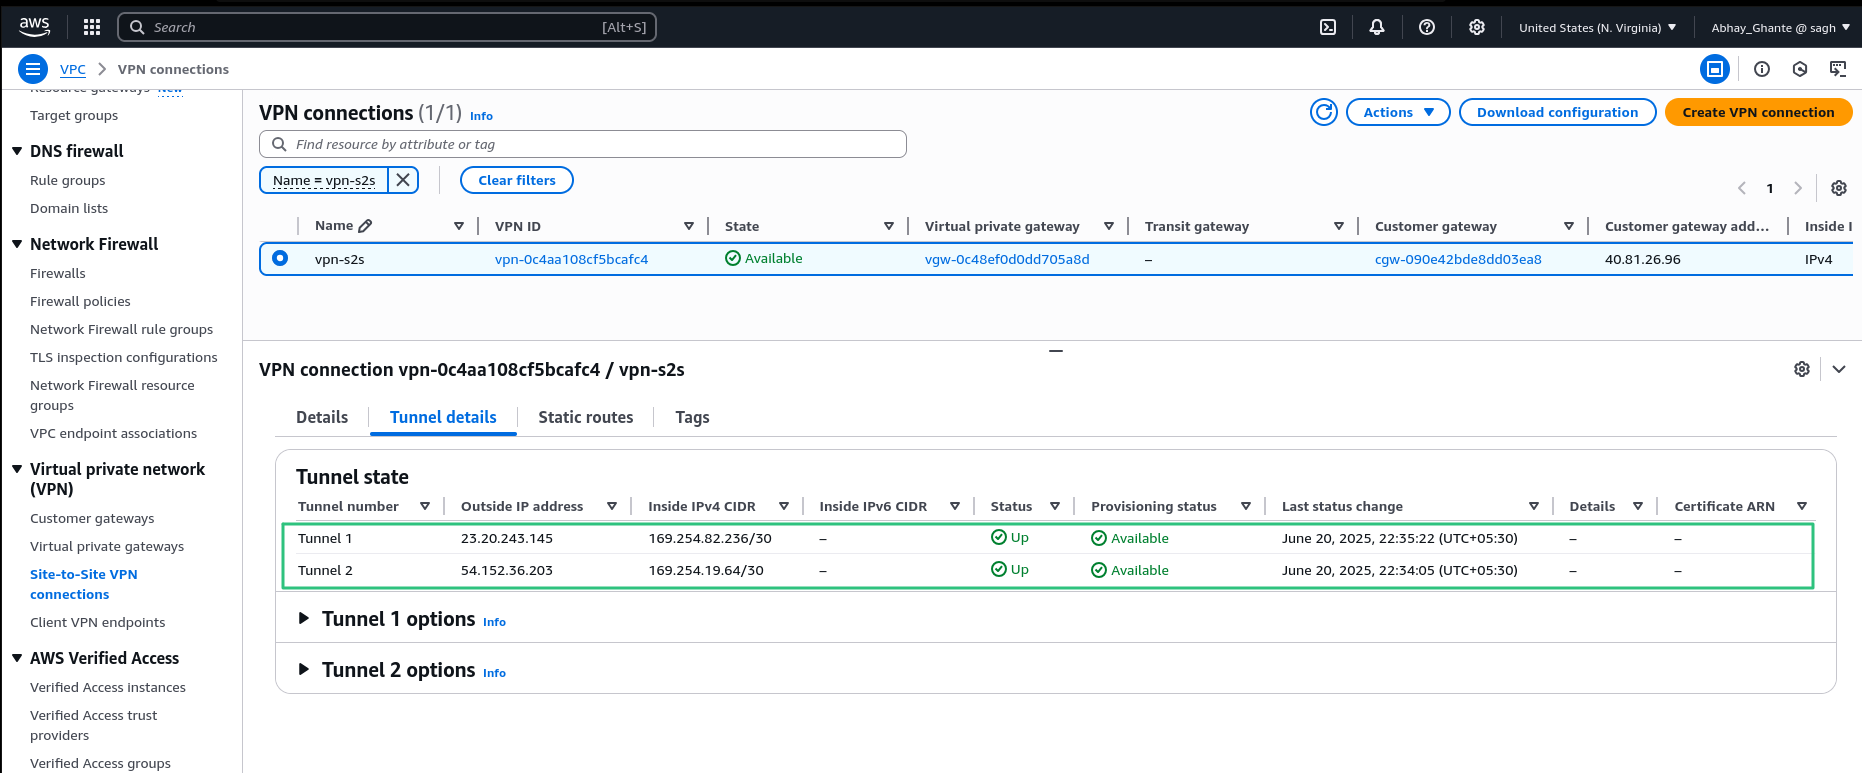 aws
Search [Alt+S]
United States (N. Virginia)
Abhay_Ghante @ sagh
VPC
VPN connections
Resource gateways New
Target groups
DNS firewall
Rule groups
Domain lists
Network Firewall
Firewalls
Firewall policies
Network Firewall rule groups
TLS inspection configurations
Network Firewall resource
groups
VPC endpoint associations
Virtual private network
(VPN)
Customer gateways
Virtual private gateways
Site-to-Site VPN
connections
Client VPN endpoints
AWS Verified Access
Verified Access instances
Verified Access trust
providers
Verified Access groups
VPN connections (1/1) Info
Actions
Download configuration
Create VPN connection
Find resource by attribute or tag
Name = vpn-s2s
Clear filters
1
Name VPN ID State Virtual private gateway Transit gateway Customer gateway Customer gateway add... Inside I
vpn-s2s vpn-0c4aa108cf5bcafc4 Available vgw-0c48ef0d0dd705a8d – cgw-090e42bde8dd03ea8 40.81.26.96 IPv4
VPN connection vpn-0c4aa108cf5bcafc4 / vpn-s2s
Details Tunnel details Static routes Tags
Tunnel state
Tunnel number Outside IP address Inside IPv4 CIDR Inside IPv6 CIDR Status Provisioning status Last status change Details Certificate ARN
Tunnel 1 23.20.243.145 169.254.82.236/30 – Up Available June 20, 2025, 22:35:22 (UTC+05:30) – –
Tunnel 2 54.152.36.203 169.254.19.64/30 – Up Available June 20, 2025, 22:34:05 (UTC+05:30) – –
Tunnel 1 options Info
Tunnel 2 options Info